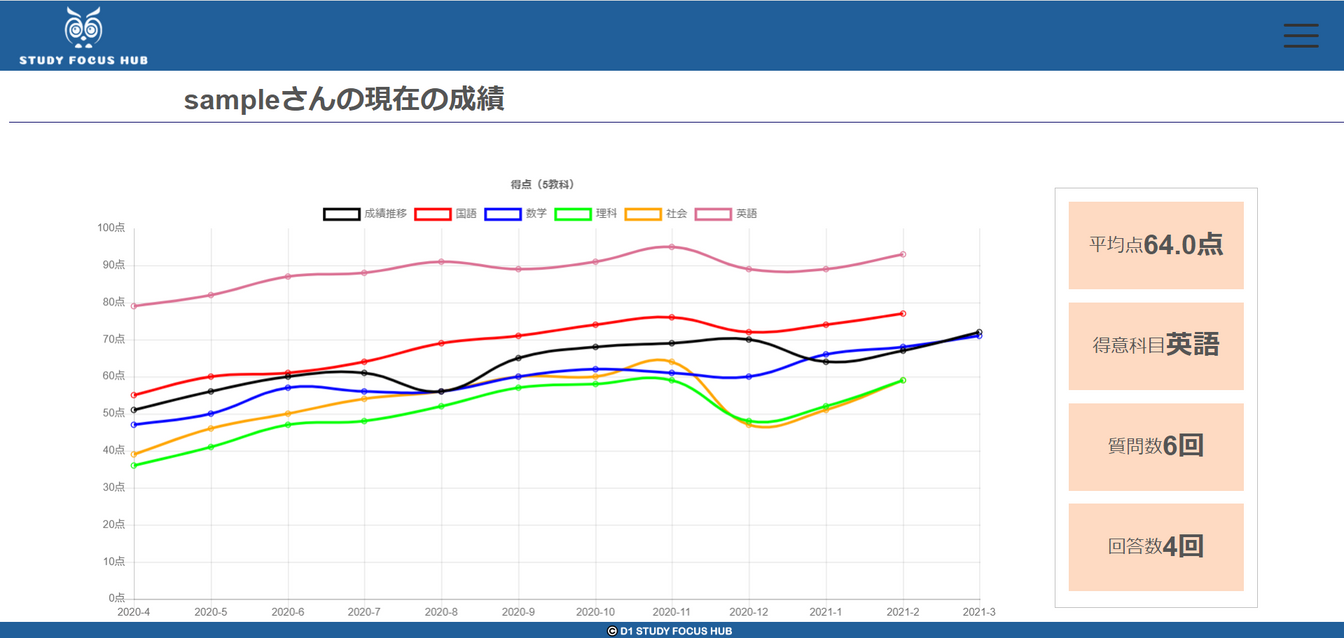 STUDY FOCUS HUB
sampleさんの現在の成績
得点（5教科）
成績推移 国語 数学 理科 社会 英語
100点
90点
80点
70点
60点
50点
40点
30点
20点
10点
0点
2020-4 2020-5 2020-6 2020-7 2020-8 2020-9 2020-10 2020-11 2020-12 2021-1 2021-2 2021-3
平均点64.0点
得意科目英語
質問数6回
回答数4回
© D1 STUDY FOCUS HUB